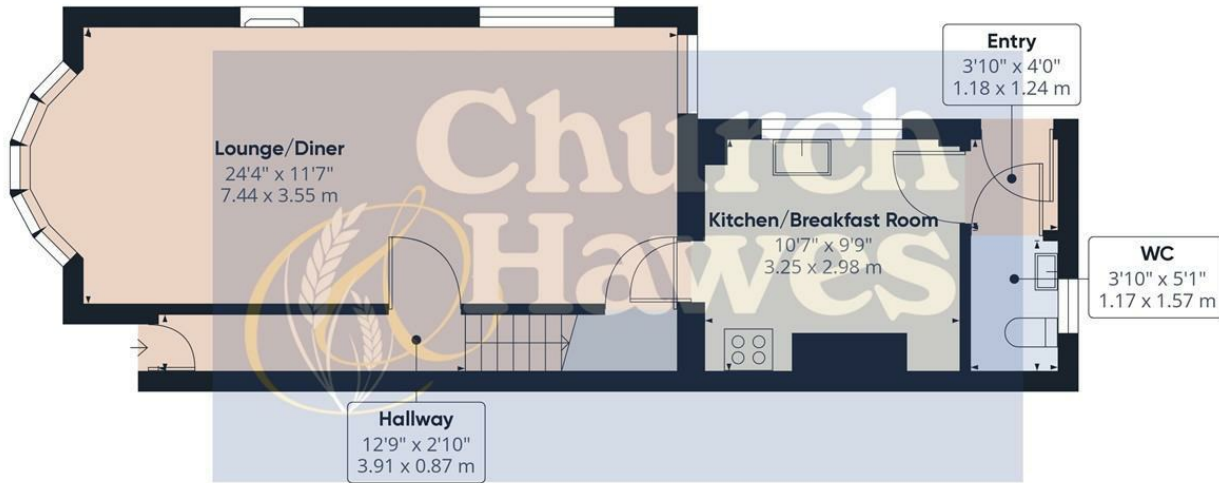 Entry
3'10" x 4'0"
1.18 x 1.24 m
Church
Hawes
Lounge/Diner
24'4" x 11'7"
7.44 x 3.55 m
Kitchen/Breakfast Room
10'7" x 9'9"
3.25 x 2.98 m
WC
3'10" x 5'1"
1.17 x 1.57 m
Hallway
12'9" x 2'10"
3.91 x 0.87 m